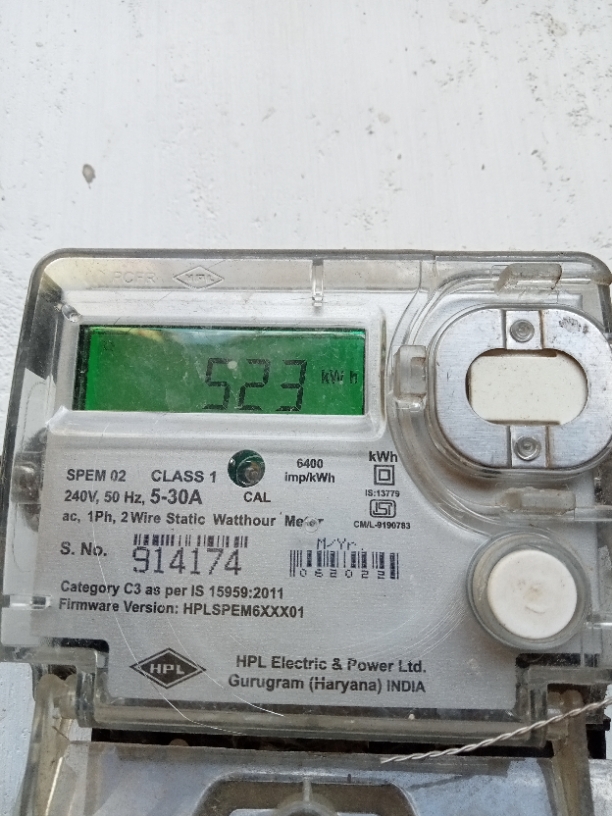 HPL
523 kWh
SPEM 02 CLASS 1
6400
imp/kWh
kWh
240V, 50 Hz, 5-30A
CAL
IS:13779
ISI
ac, 1Ph, 2 Wire Static Watthour Meter
CM/L-9190783
S. No.
914174
M/Yr
062022
Category C3 as per IS 15959:2011
Firmware Version: HPLSPEM6XXX01
HPL
HPL Electric & Power Ltd.
Gurugram (Haryana) INDIA